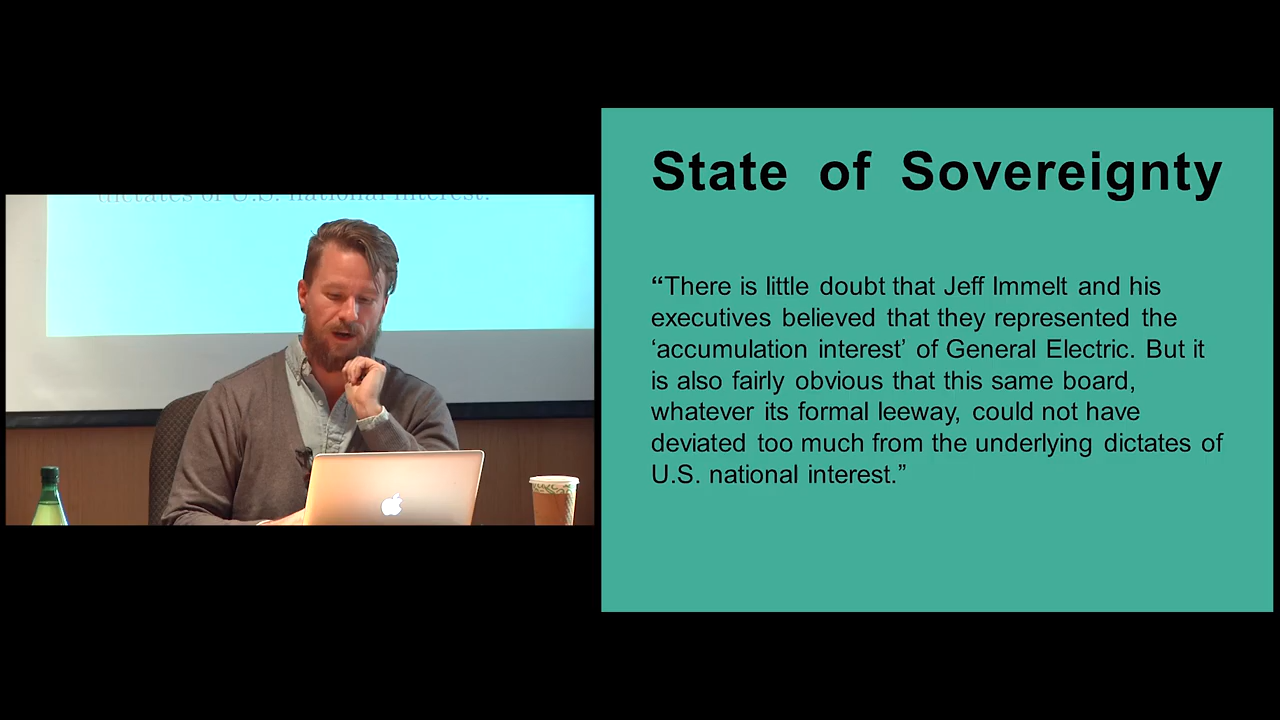 dictates of U.S. national interest.
State of Sovereignty
“There is little doubt that Jeff Immelt and his
executives believed that they represented the
‘accumulation interest’ of General Electric. But it
is also fairly obvious that this same board,
whatever its formal leeway, could not have
deviated too much from the underlying dictates of
U.S. national interest.”